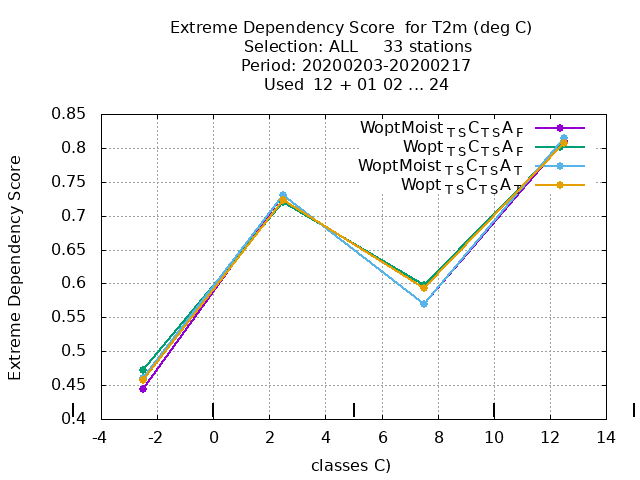 Extreme Dependency Score for T2m (deg C)
Selection: ALL 33 stations
Period: 20200203-20200217
Used 12 + 01 02 ... 24
Extreme Dependency Score
0.85
0.8
0.75
0.7
0.65
0.6
0.55
0.5
0.45
0.4
WoptMoist TS C TS A F
Wopt TS C TS A F
WoptMoist TS C TS A T
Wopt TS C TS A T
-4 -2 0 2 4 6 8 10 12 14
classes C)